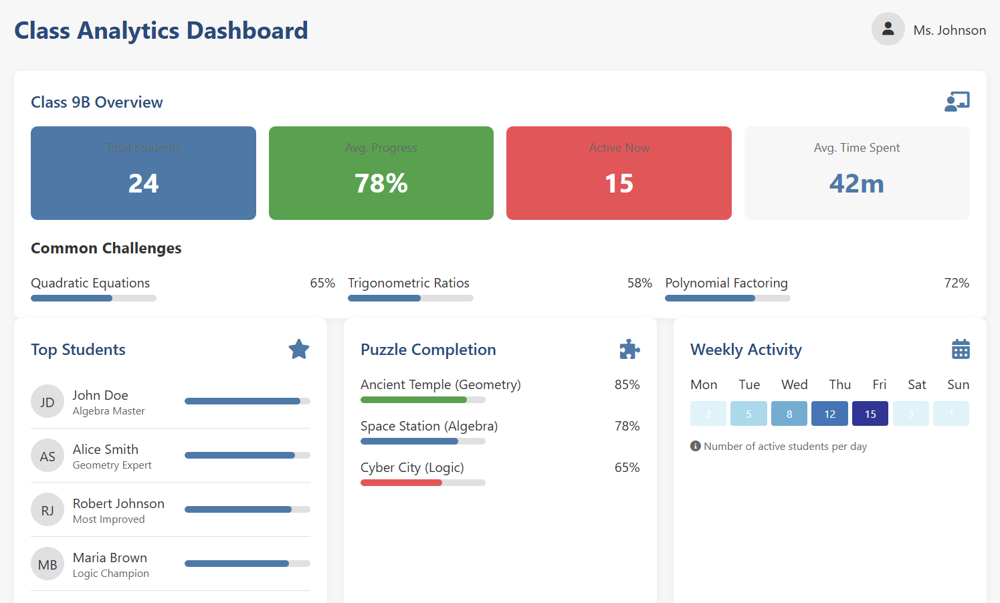 Class Analytics Dashboard
Ms. Johnson
Class 9B Overview
Total Students
24
Avg. Progress
78%
Active Now
15
Avg. Time Spent
42m
Common Challenges
Quadratic Equations 65%
Trigonometric Ratios 58%
Polynomial Factoring 72%
Top Students
JD
John Doe
Algebra Master
AS
Alice Smith
Geometry Expert
RJ
Robert Johnson
Most Improved
MB
Maria Brown
Logic Champion
Puzzle Completion
Ancient Temple (Geometry) 85%
Space Station (Algebra) 78%
Cyber City (Logic) 65%
Weekly Activity
Mon Tue Wed Thu Fri Sat Sun
2 5 8 12 15 3 1
Number of active students per day